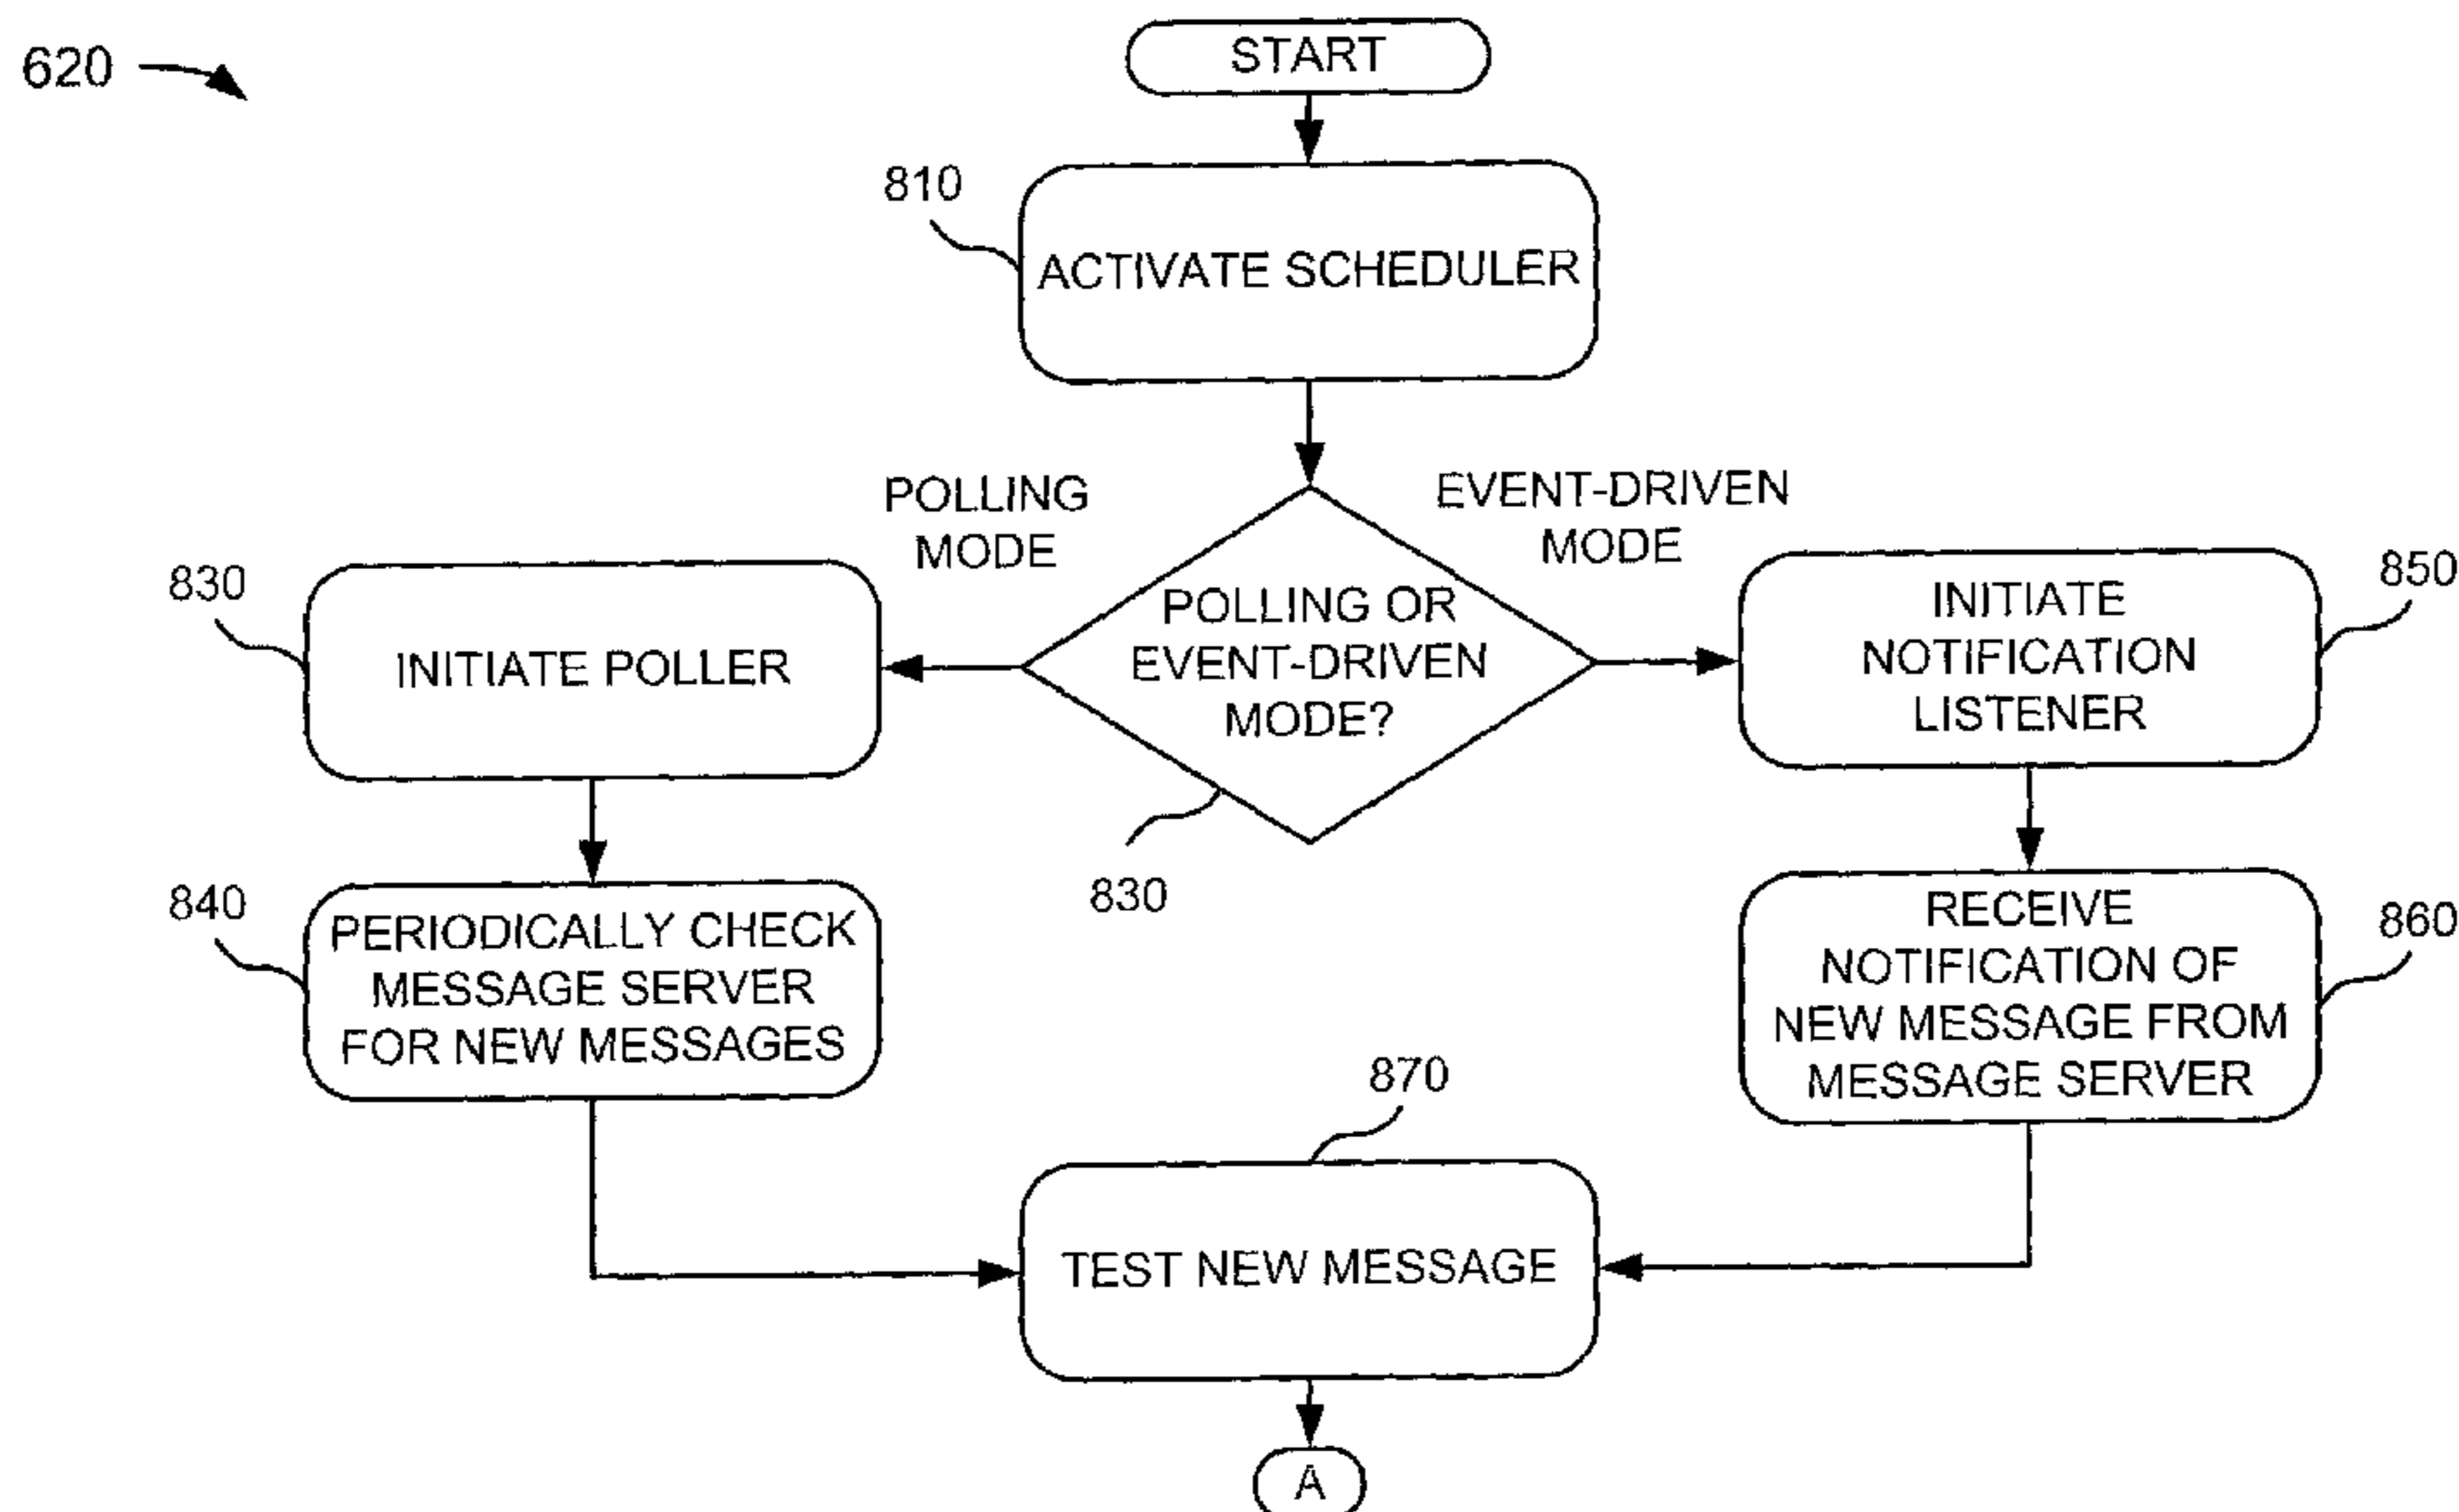 620
START
810
ACTIVATE SCHEDULER
POLLING
MODE
EVENT-DRIVEN
MODE
830
INITIATE POLLER
POLLING OR
EVENT-DRIVEN
MODE?
830
850
INITIATE
NOTIFICATION
LISTENER
840
PERIODICALLY CHECK
MESSAGE SERVER
FOR NEW MESSAGES
860
RECEIVE
NOTIFICATION OF
NEW MESSAGE FROM
MESSAGE SERVER
870
TEST NEW MESSAGE
A